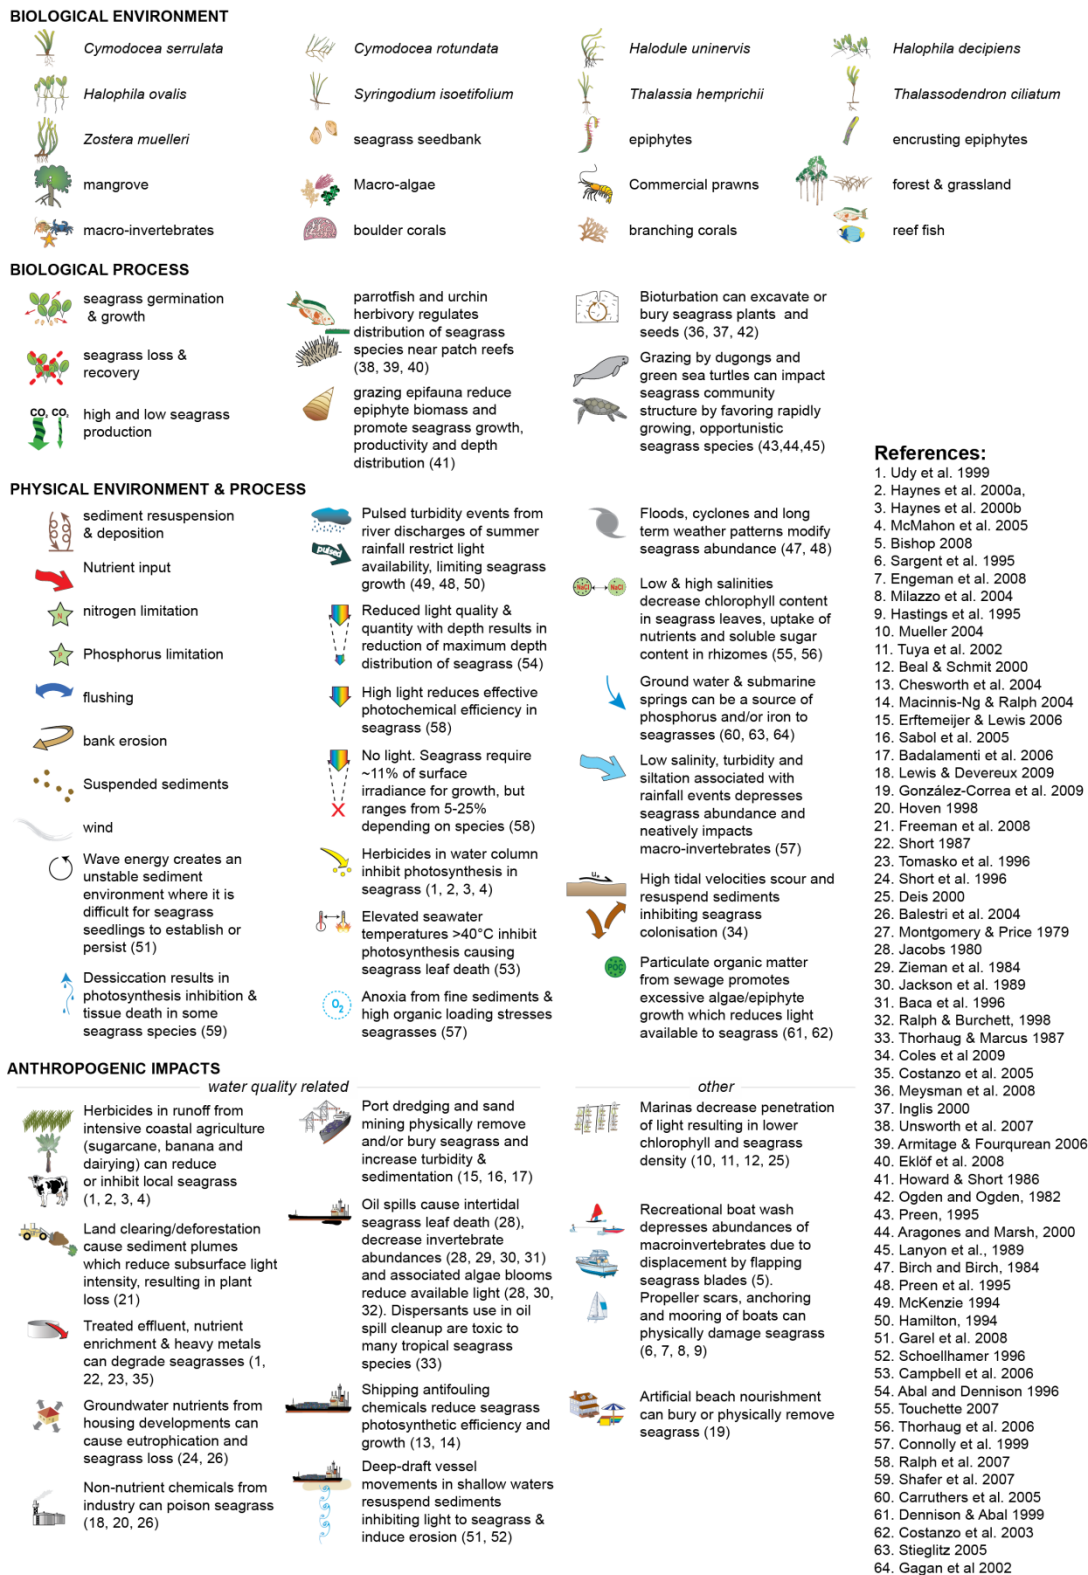 BIOLOGICAL ENVIRONMENT
Cymodocea serrulata
Cymodocea rotundata
Halodule uninervis
Halophila decipiens
Halophila ovalis
Syringodium isoetifolium
Thalassia hemprichii
Thalassodendron ciliatum
Zostera muelleri
seagrass seedbank
epiphytes
encrusting epiphytes
mangrove
Macro-algae
Commercial prawns
forest & grassland
macro-invertebrates
boulder corals
branching corals
reef fish
BIOLOGICAL PROCESS
seagrass germination
& growth
seagrass loss &
recovery
CO2 CO2
high and low seagrass
production
parrotfish and urchin
herbivory regulates
distribution of seagrass
species near patch reefs
(38, 39, 40)
grazing epifauna reduce
epiphyte biomass and
promote seagrass growth,
productivity and depth
distribution (41)
Bioturbation can excavate or
bury seagrass plants and
seeds (36, 37, 42)
Grazing by dugongs and
green sea turtles can impact
seagrass community
structure by favoring rapidly
growing, opportunistic
seagrass species (43,44,45)
PHYSICAL ENVIRONMENT & PROCESS
sediment resuspension
& deposition
Nutrient input
N
nitrogen limitation
P
Phosphorus limitation
flushing
bank erosion
Suspended sediments
wind
Wave energy creates an
unstable sediment
environment where it is
difficult for seagrass
seedlings to establish or
persist (51)
Dessiccation results in
photosynthesis inhibition &
tissue death in some
seagrass species (59)
pulsed
Pulsed turbidity events from
river discharges of summer
rainfall restrict light
availability, limiting seagrass
growth (49, 48, 50)
Reduced light quality &
quantity with depth results in
reduction of maximum depth
distribution of seagrass (54)
High light reduces effective
photochemical efficiency in
seagrass (58)
No light. Seagrass require
~11% of surface
irradiance for growth, but
ranges from 5-25%
depending on species (58)
Herbicides in water column
inhibit photosynthesis in
seagrass (1, 2, 3, 4)
Elevated seawater
temperatures >40°C inhibit
photosynthesis causing
seagrass leaf death (53)
O2
Anoxia from fine sediments &
high organic loading stresses
seagrasses (57)
Floods, cyclones and long
term weather patterns modify
seagrass abundance (47, 48)
NaCl NaCl
Low & high salinities
decrease chlorophyll content
in seagrass leaves, uptake of
nutrients and soluble sugar
content in rhizomes (55, 56)
Ground water & submarine
springs can be a source of
phosphorus and/or iron to
seagrasses (60, 63, 64)
Low salinity, turbidity and
siltation associated with
rainfall events depresses
seagrass abundance and
neatively impacts
macro-invertebrates (57)
High tidal velocities scour and
resuspend sediments
inhibiting seagrass
colonisation (34)
POC
Particulate organic matter
from sewage promotes
excessive algae/epiphyte
growth which reduces light
available to seagrass (61, 62)
ANTHROPOGENIC IMPACTS
water quality related
Herbicides in runoff from
intensive coastal agriculture
(sugarcane, banana and
dairying) can reduce
or inhibit local seagrass
(1, 2, 3, 4)
Land clearing/deforestation
cause sediment plumes
which reduce subsurface light
intensity, resulting in plant
loss (21)
Treated effluent, nutrient
enrichment & heavy metals
can degrade seagrasses (1,
22, 23, 35)
Groundwater nutrients from
housing developments can
cause eutrophication and
seagrass loss (24, 26)
Non-nutrient chemicals from
industry can poison seagrass
(18, 20, 26)
Port dredging and sand
mining physically remove
and/or bury seagrass and
increase turbidity &
sedimentation (15, 16, 17)
Oil spills cause intertidal
seagrass leaf death (28),
decrease invertebrate
abundances (28, 29, 30, 31)
and associated algae blooms
reduce available light (28, 30,
32). Dispersants use in oil
spill cleanup are toxic to
many tropical seagrass
species (33)
Shipping antifouling
chemicals reduce seagrass
photosynthetic efficiency and
growth (13, 14)
Deep-draft vessel
movements in shallow waters
resuspend sediments
inhibiting light to seagrass &
induce erosion (51, 52)
other
Marinas decrease penetration
of light resulting in lower
chlorophyll and seagrass
density (10, 11, 12, 25)
Recreational boat wash
depresses abundances of
macroinvertebrates due to
displacement by flapping
seagrass blades (5).
Propeller scars, anchoring
and mooring of boats can
physically damage seagrass
(6, 7, 8, 9)
Artificial beach nourishment
can bury or physically remove
seagrass (19)
References:
1. Udy et al. 1999
2. Haynes et al. 2000a,
3. Haynes et al. 2000b
4. McMahon et al. 2005
5. Bishop 2008
6. Sargent et al. 1995
7. Engeman et al. 2008
8. Milazzo et al. 2004
9. Hastings et al. 1995
10. Mueller 2004
11. Tuya et al. 2002
12. Beal & Schmit 2000
13. Chesworth et al. 2004
14. Macinnis-Ng & Ralph 2004
15. Erftemeijer & Lewis 2006
16. Sabol et al. 2005
17. Badalamenti et al. 2006
18. Lewis & Devereux 2009
19. González-Correa et al. 2009
20. Hoven 1998
21. Freeman et al. 2008
22. Short 1987
23. Tomasko et al. 1996
24. Short et al. 1996
25. Deis 2000
26. Balestri et al. 2004
27. Montgomery & Price 1979
28. Jacobs 1980
29. Zieman et al. 1984
30. Jackson et al. 1989
31. Baca et al. 1996
32. Ralph & Burchett, 1998
33. Thorhaug & Marcus 1987
34. Coles et al 2009
35. Costanzo et al. 2005
36. Meysman et al. 2008
37. Inglis 2000
38. Unsworth et al. 2007
39. Armitage & Fourqurean 2006
40. Eklöf et al. 2008
41. Howard & Short 1986
42. Ogden and Ogden, 1982
43. Preen, 1995
44. Aragones and Marsh, 2000
45. Lanyon et al., 1989
47. Birch and Birch, 1984
48. Preen et al. 1995
49. McKenzie 1994
50. Hamilton, 1994
51. Garel et al. 2008
52. Schoellhamer 1996
53. Campbell et al. 2006
54. Abal and Dennison 1996
55. Touchette 2007
56. Thorhaug et al. 2006
57. Connolly et al. 1999
58. Ralph et al. 2007
59. Shafer et al. 2007
60. Carruthers et al. 2005
61. Dennison & Abal 1999
62. Costanzo et al. 2003
63. Stieglitz 2005
64. Gagan et al 2002